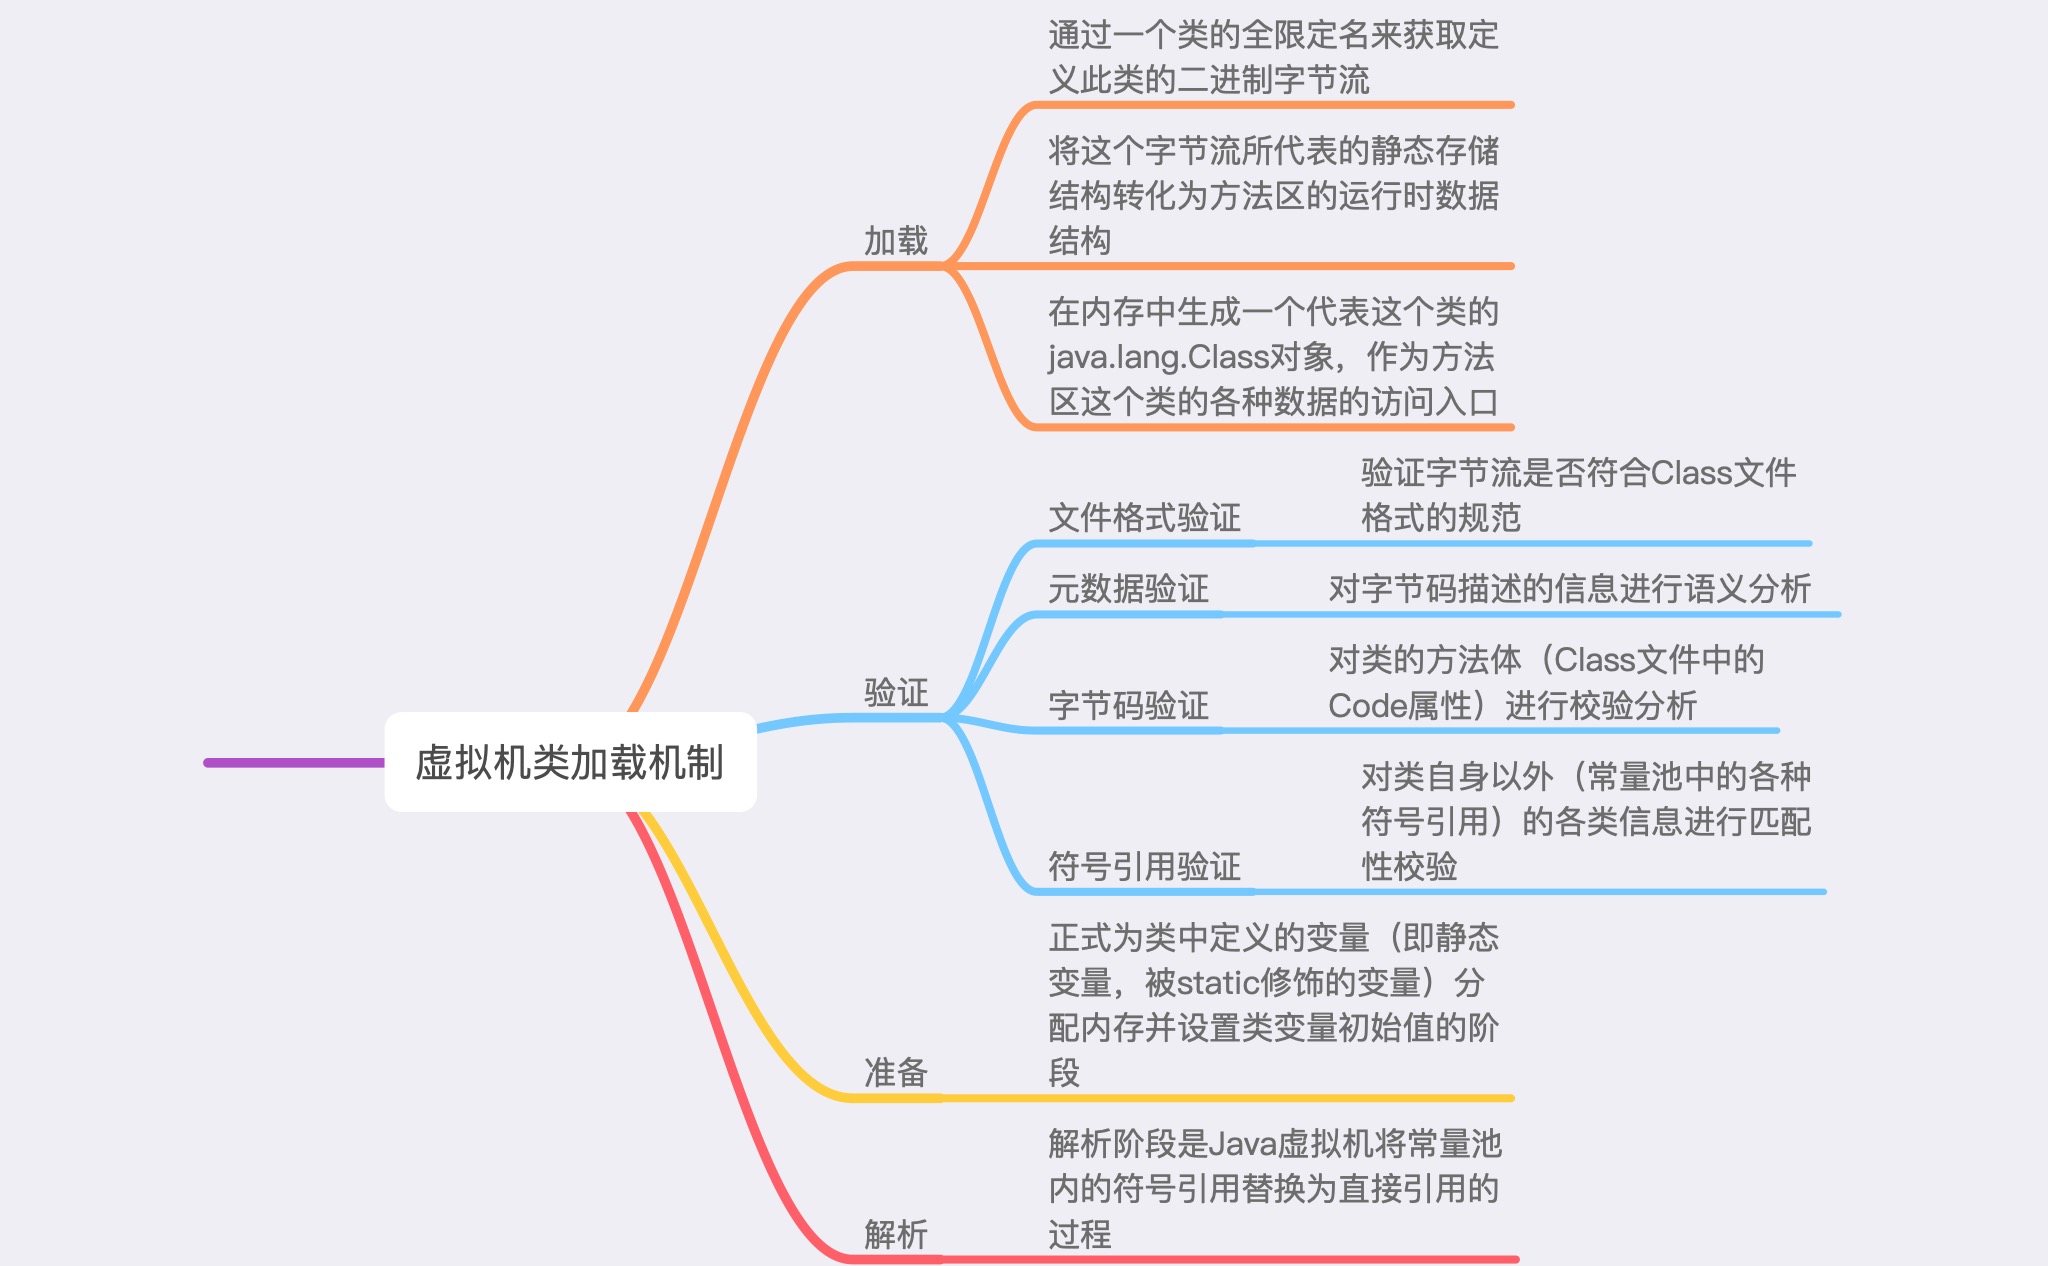 虚拟机类加载机制
加载
通过一个类的全限定名来获取定
义此类的二进制字节流
将这个字节流所代表的静态存储
结构转化为方法区的运行时数据
结构
在内存中生成一个代表这个类的
java.lang.Class对象，作为方法
区这个类的各种数据的访问入口
验证
文件格式验证
验证字节流是否符合Class文件
格式的规范
元数据验证
对字节码描述的信息进行语义分析
字节码验证
对类的方法体（Class文件中的
Code属性）进行校验分析
符号引用验证
对类自身以外（常量池中的各种
符号引用）的各类信息进行匹配
性校验
准备
正式为类中定义的变量（即静态
变量，被static修饰的变量）分
配内存并设置类变量初始值的阶
段
解析
解析阶段是Java虚拟机将常量池
内的符号引用替换为直接引用的
过程